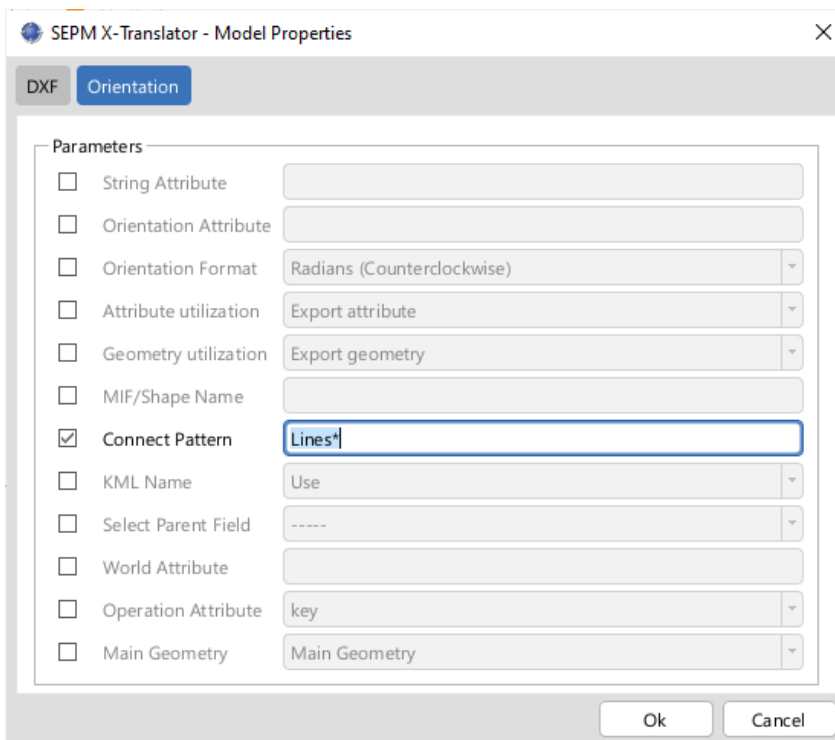 SEPM X-Translator - Model Properties
DXF Orientation
Parameters
String Attribute
Orientation Attribute
Orientation Format Radians (Counterclockwise)
Attribute utilization Export attribute
Geometry utilization Export geometry
MIF/Shape Name
Connect Pattern Lines*
KML Name Use
Select Parent Field -----
World Attribute
Operation Attribute key
Main Geometry Main Geometry
Ok Cancel